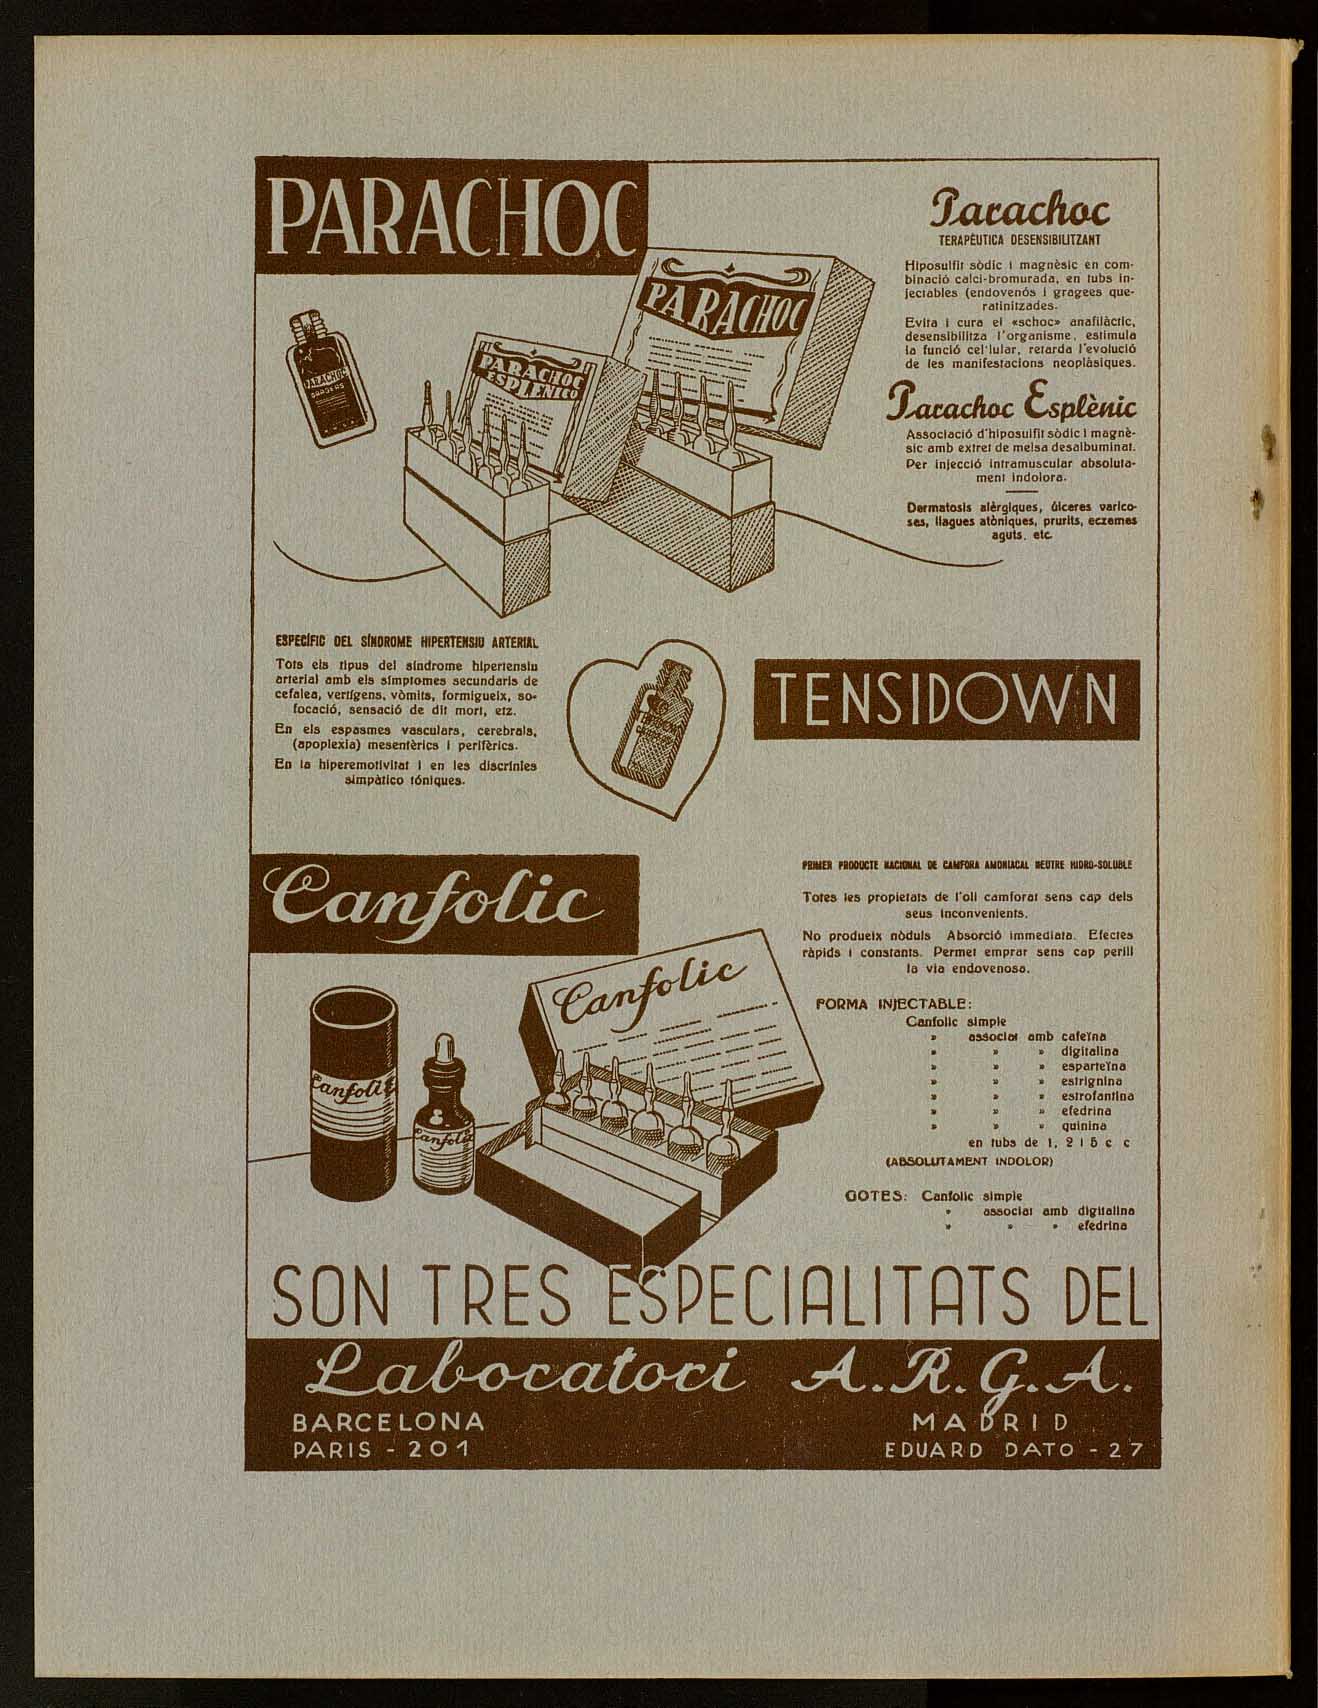 PARACHOC
Parachoc
TERAPÈUTICA DESENSIBILITZANT
Hiposulfit sòdic i magnèsic en com-
binació calci-bromurada, en tubs in-
jectables (endovenós i gragees que-
ratinitzades.
Evita i cura el «schoc» anafilàctic,
desensibilitza l'organisme, estimula
la funció cel·lular, retarda l'evolució
de les manifestacions neoplàsiques.
PARACHOC
PARACHOC
ESPLENICO
PARACHOC
Parachoc Esplènic
Associació d'hiposulfit sòdic i magnè-
sic amb extret de melsa desalbuminat.
Per injecció intramuscular absoluta-
ment indolora.
Dermatosis alèrgiques, úlceres varico-
ses, llagues atòniques, prurits, eczemes
aguts, etc.
ESPECÍFIC DEL SÍNDROME HIPERTENSIU ARTERIAL
Tots els tipus del síndrome hipertensiu
arterial amb els símptomes secundaris de
cefalea, vertígens, vòmits, formigueix, so-
focació, sensació de dit mort, etz.
En els espasmes vasculars, cerebrals,
(apoplexia) mesentèrics i perifèrics.
En la hiperemotivitat i en les discrínies
simpàtico tóniques.
TENSIDOWN
Canfolic
PRIMER PRODUCTE NACIONAL DE CAMFORA AMONIACAL NEUTRE HIDRO-SOLUBLE
Totes les propietats de l'oli camforat sens cap dels
seus inconvenients.
No produeix nòduls Absorció immediata. Efectes
ràpids i constants. Permet emprar sens cap perill
la via endovenosa.
Canfolic
Canfolic
Canfolic
FORMA INJECTABLE:
Canfolic simple
» associat amb cafeïna
» » » digitalina
» » » esparteïna
» » » estrignina
» » » estrofantina
» » » efedrina
» » » quinina
en tubs de 1, 2 i 5 c c
(ABSOLUTAMENT INDOLOR)
GOTES: Canfolic simple
» associat amb digitalina
» » » efedrina
SON TRES ESPECIALITATS DEL
Laboratori A.R.G.A.
BARCELONA
PARIS - 201
MADRID
EDUARD DATO - 27